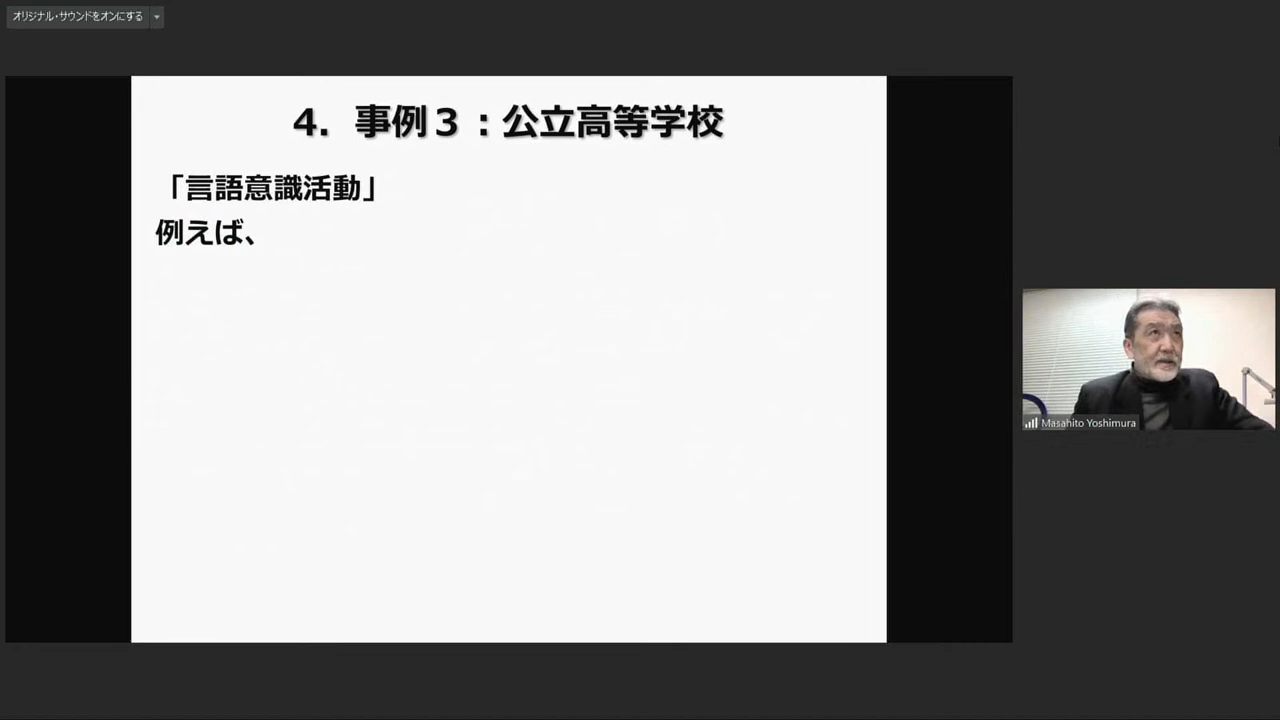 オリジナル・サウンドをオンにする
4．事例３：公立高等学校
「言語意識活動」
例えば、
Masahito Yoshimura